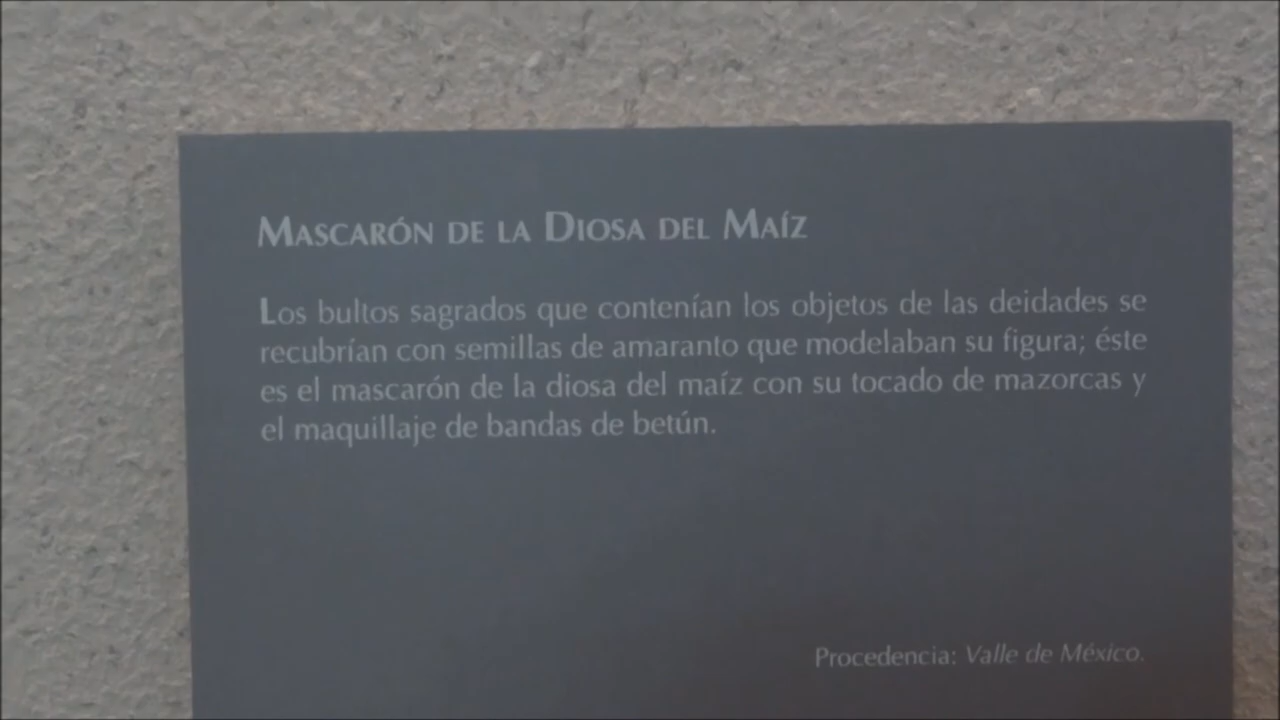 Mascarón de la Diosa del Maíz
Los bultos sagrados que contenían los objetos de las deidades se
recubrían con semillas de amaranto que modelaban su figura; éste
es el mascarón de la diosa del maíz con su tocado de mazorcas y
el maquillaje de bandas de betún.
Procedencia: Valle de México.